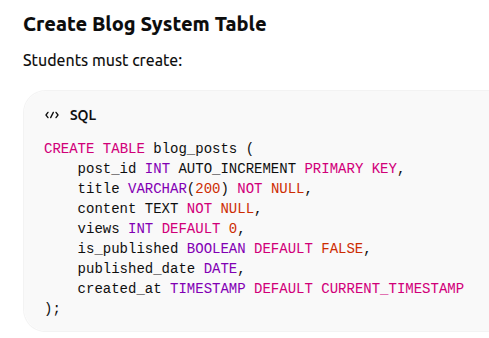 Create Blog System Table
Students must create:
SQL
CREATE TABLE blog_posts (
    post_id INT AUTO_INCREMENT PRIMARY KEY,
    title VARCHAR(200) NOT NULL,
    content TEXT NOT NULL,
    views INT DEFAULT 0,
    is_published BOOLEAN DEFAULT FALSE,
    published_date DATE,
    created_at TIMESTAMP DEFAULT CURRENT_TIMESTAMP
);